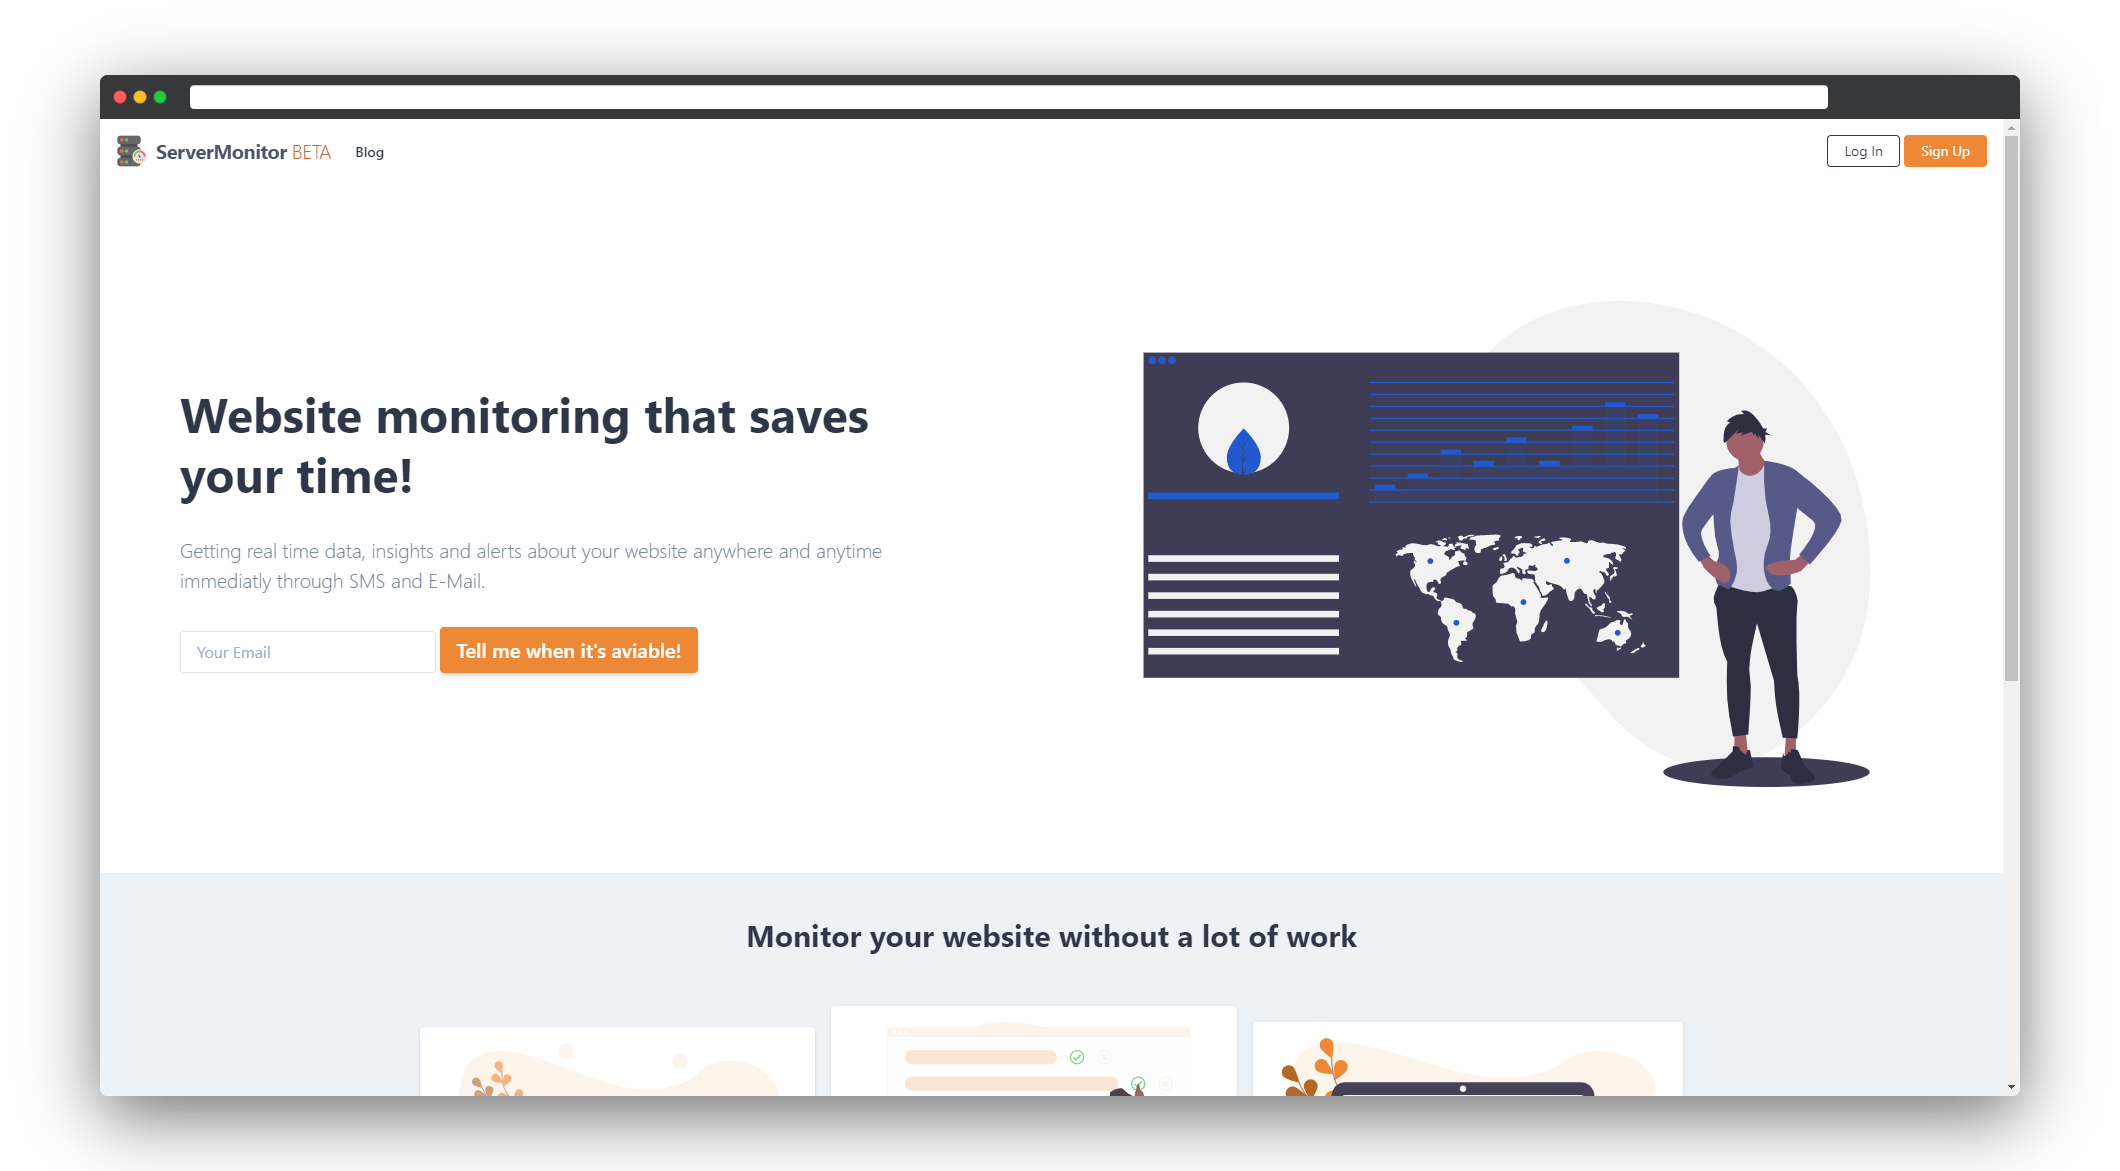 ServerMonitor BETA Blog Log In Sign Up
Website monitoring that saves
your time!
Getting real time data, insights and alerts about your website anywhere and anytime
immediatly through SMS and E-Mail.
Your Email Tell me when it's aviable!
Monitor your website without a lot of work